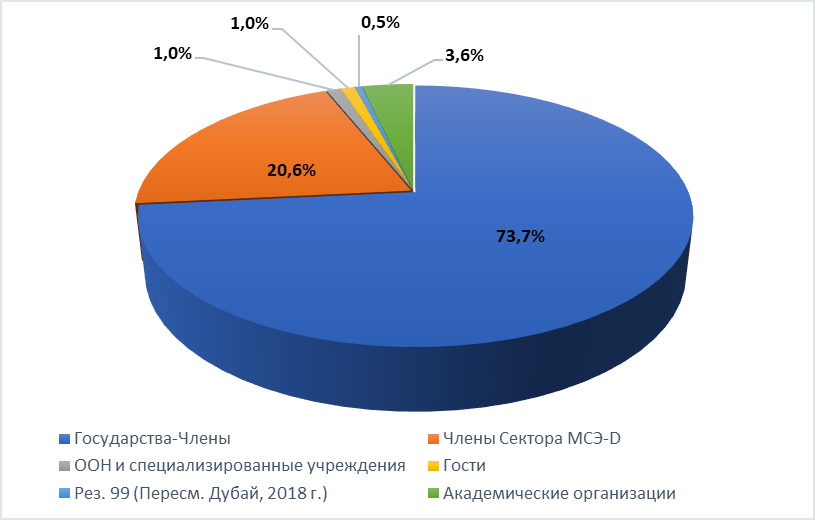 1,0%
0,5%
1,0%
3,6%
20,6%
73,7%
Государства-Члены
Члены Сектора МСЭ-D
ООН и специализированные учреждения
Гости
Рез. 99 (Пересм. Дубай, 2018 г.)
Академические организации